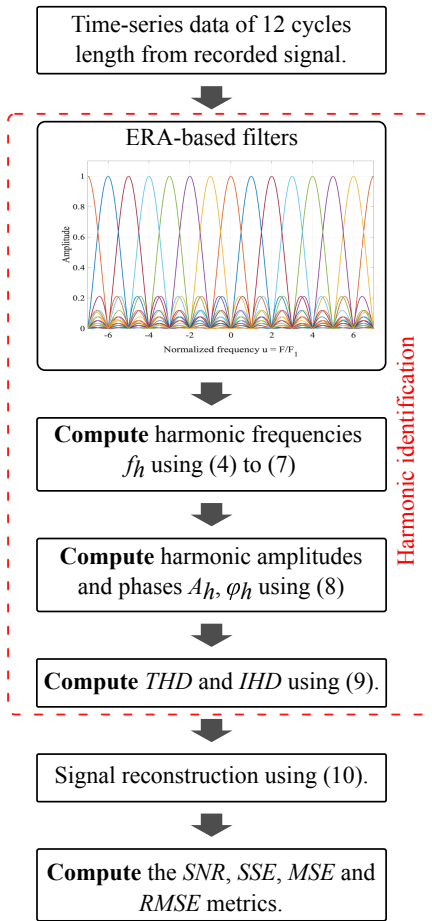 Time-series data of 12 cycles
length from recorded signal.
ERA-based filters
1
0.8
0.6
0.4
0.2
0
Amplitude
-6 -4 -2 0 2 4 6
Normalized frequency u = F/F₁
Compute harmonic frequencies
fₕ using (4) to (7)
Compute harmonic amplitudes
and phases Aₕ, φₕ using (8)
Compute THD and IHD using (9).
Harmonic identification
Signal reconstruction using (10).
Compute the SNR, SSE, MSE and
RMSE metrics.